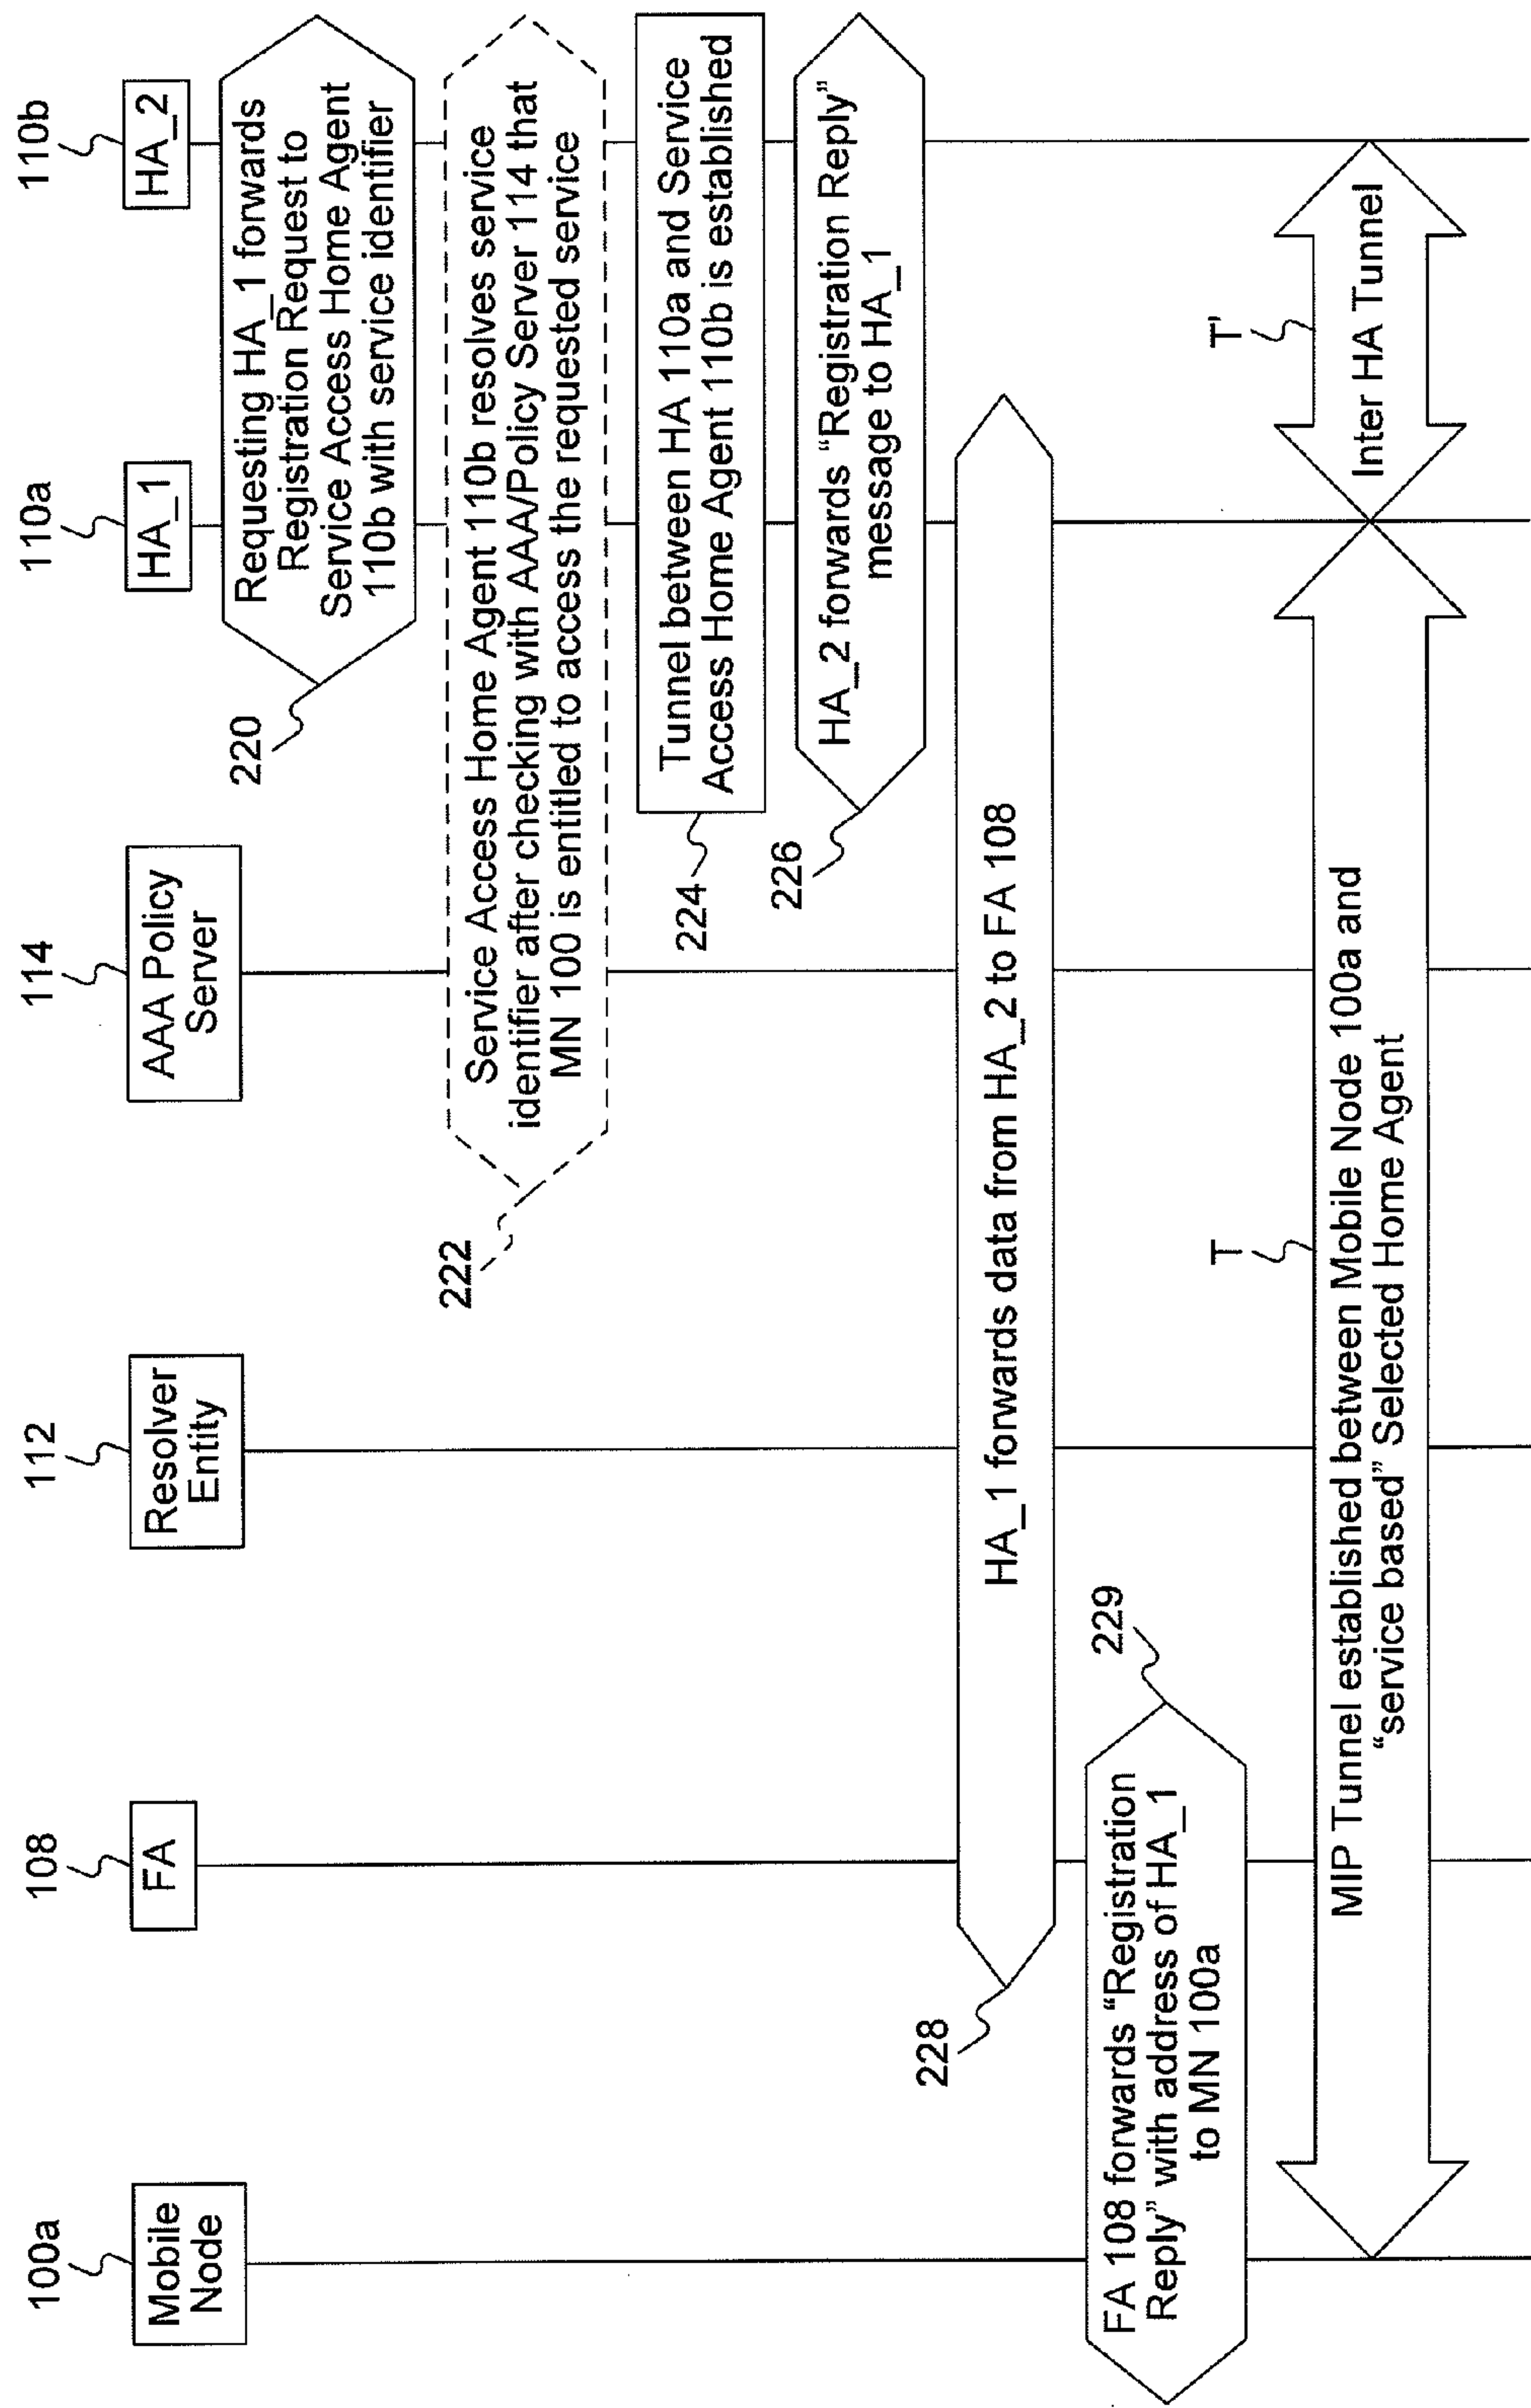 100a
108
112
114
110a
110b
Mobile
Node
FA
Resolver
Entity
AAA Policy
Server
HA_1
HA_2
Requesting HA_1 forwards
Registration Request to
Service Access Home Agent
110b with service identifier
220
Service Access Home Agent 110b resolves service
identifier after checking with AAA/Policy Server 114 that
MN 100 is entitled to access the requested service
222
Tunnel between HA 110a and Service
Access Home Agent 110b is established
224
HA_2 forwards “Registration Reply”
message to HA_1
226
HA_1 forwards data from HA_2 to FA 108
228
FA 108 forwards “Registration
Reply” with address of HA_1
to MN 100a
229
T
T'
MIP Tunnel established between Mobile Node 100a and
“service based” Selected Home Agent
Inter HA Tunnel